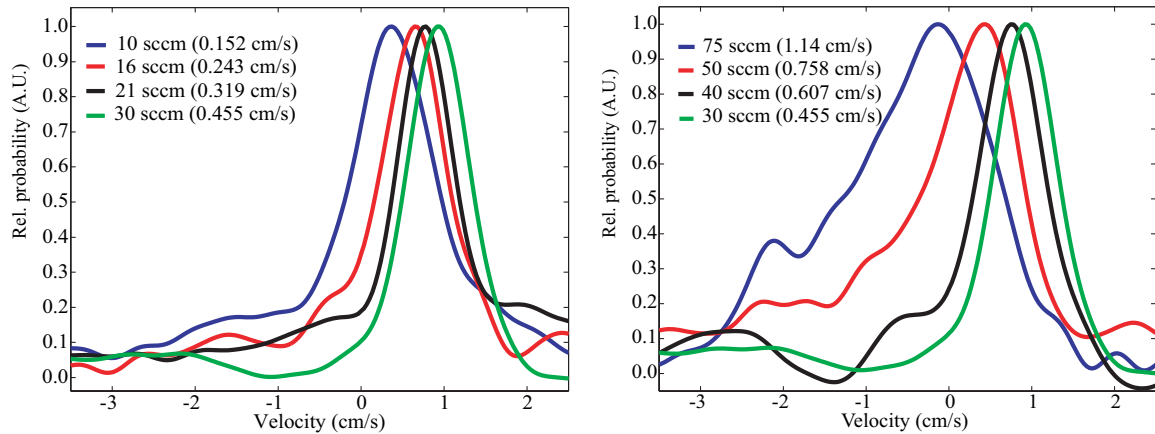 10 sccm (0.152 cm/s)
16 sccm (0.243 cm/s)
21 sccm (0.319 cm/s)
30 sccm (0.455 cm/s)
Rel. probability (A.U.)
1.0
0.9
0.8
0.7
0.6
0.5
0.4
0.3
0.2
0.1
0.0
-3 -2 -1 0 1 2
Velocity (cm/s)
75 sccm (1.14 cm/s)
50 sccm (0.758 cm/s)
40 sccm (0.607 cm/s)
30 sccm (0.455 cm/s)
Rel. probability (A.U.)
1.0
0.9
0.8
0.7
0.6
0.5
0.4
0.3
0.2
0.1
0.0
-3 -2 -1 0 1 2
Velocity (cm/s)